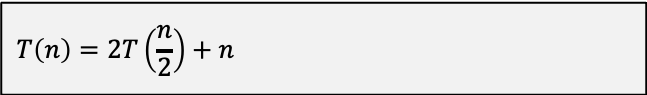 T(n) = 2T(n/2) + n